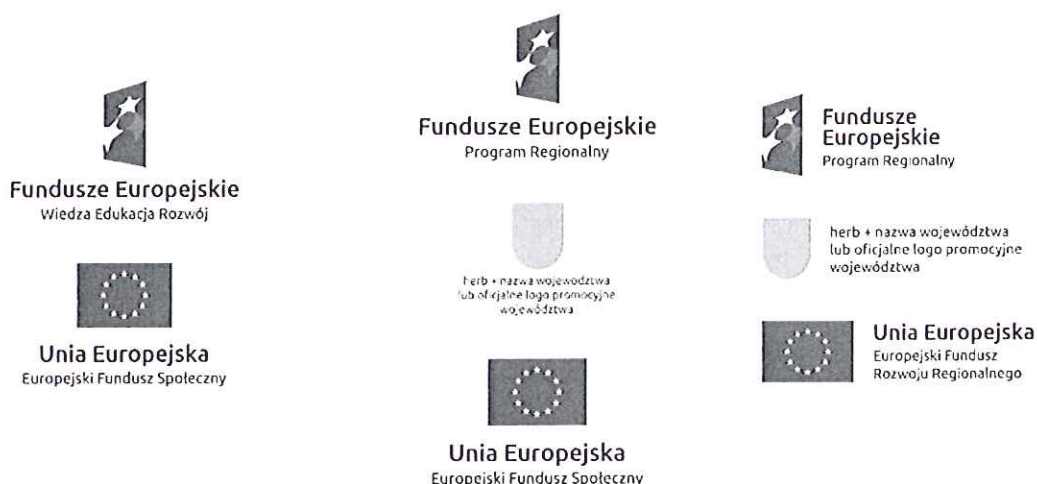 Fundusze Europejskie
Wiedza Edukacja Rozwój
Unia Europejska
Europejski Fundusz Społeczny
Fundusze Europejskie
Program Regionalny
herb + nazwa województwa
lub oficjalne logo promocyjne
województwa
Unia Europejska
Europejski Fundusz Społeczny
Fundusze
Europejskie
Program Regionalny
herb + nazwa województwa
lub oficjalne logo promocyjne
województwa
Unia Europejska
Europejski Fundusz
Rozwoju Regionalnego